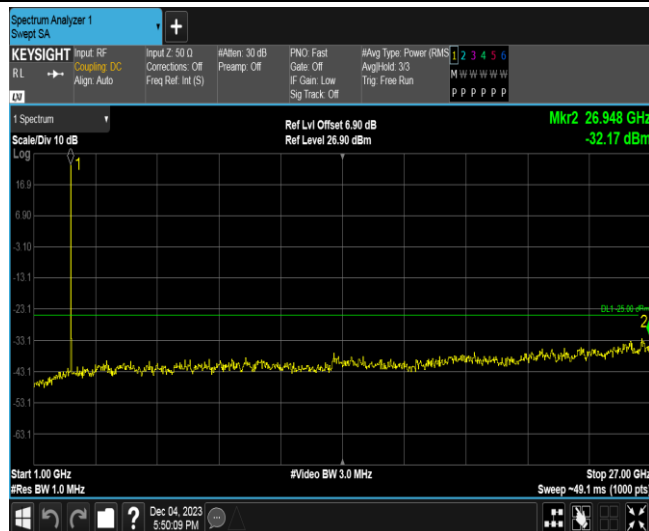 Spectrum Analyzer 1
Swept SA
KEYSIGHT
RL
Input: RF
Coupling: DC
Align: Auto
Input Z: 50 Ω
Corrections: Off
Freq Ref: Int (S)
#Atten: 30 dB
Preamp: Off
PNO: Fast
Gate: Off
IF Gain: Low
Sig Track: Off
#Avg Type: Power (RMS
Avg|Hold: 3/3
Trig: Free Run
1 2 3 4 5 6
M W W W W W
P P P P P P
1 Spectrum
Scale/Div 10 dB
Ref Lvl Offset 6.90 dB
Ref Level 26.90 dBm
Mkr2 26.948 GHz
-32.17 dBm
Log
1
16.9
6.90
-3.10
-13.1
-23.1
DL1 -25.00 dBm
2
-33.1
-43.1
-53.1
-63.1
Start 1.00 GHz
#Video BW 3.0 MHz
Stop 27.00 GHz
#Res BW 1.0 MHz
Sweep ~49.1 ms (1000 pts)
?
Dec 04, 2023
5:50:09 PM